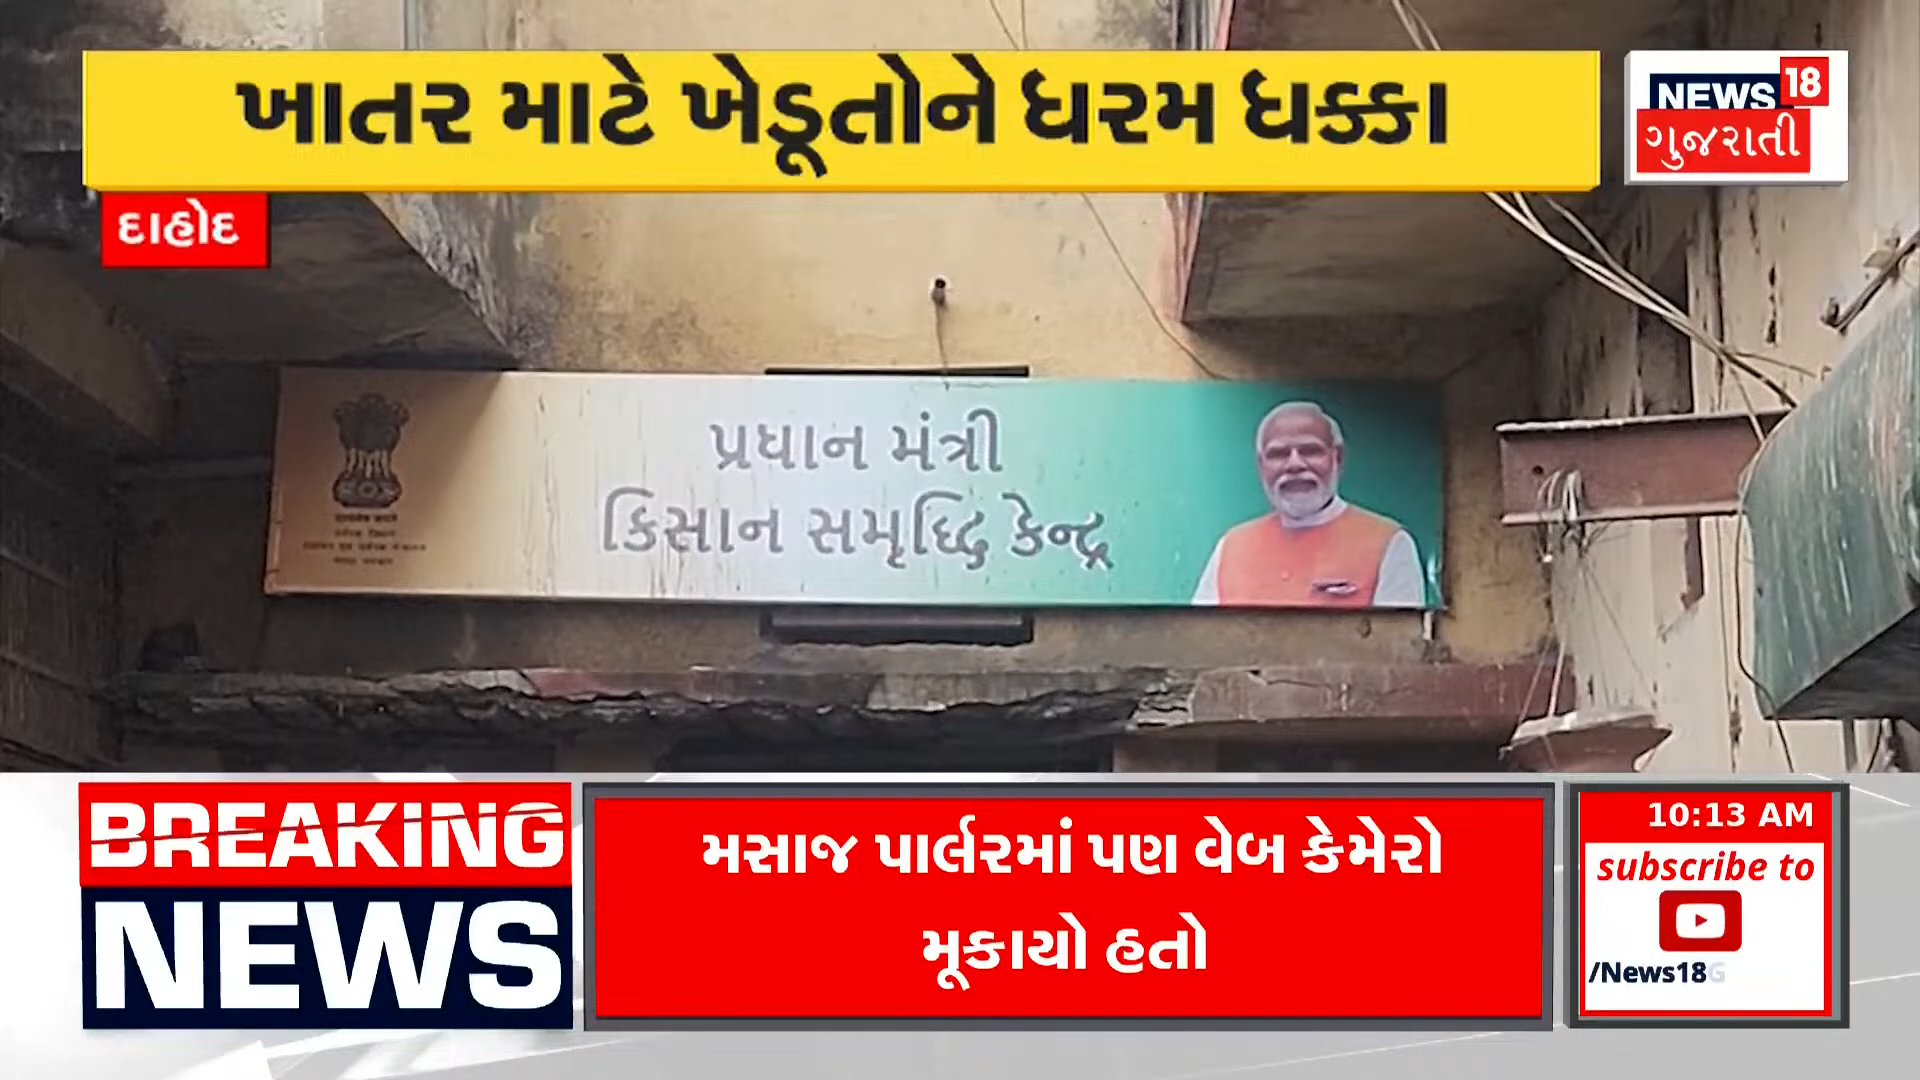 ખાતર માટે ખેડૂતોને ધરમ ધક્કા
NEWS 18
ગુજરાતી
દાહોદ
પ્રધાન મંત્રી
કિસાન સમૃદ્ધિ કેન્દ્ર
BREAKING
NEWS
મસાજ પાર્લરમાં પણ વેબ કેમેરો
મૂકાયો હતો
10:13 AM
subscribe to
/News18G